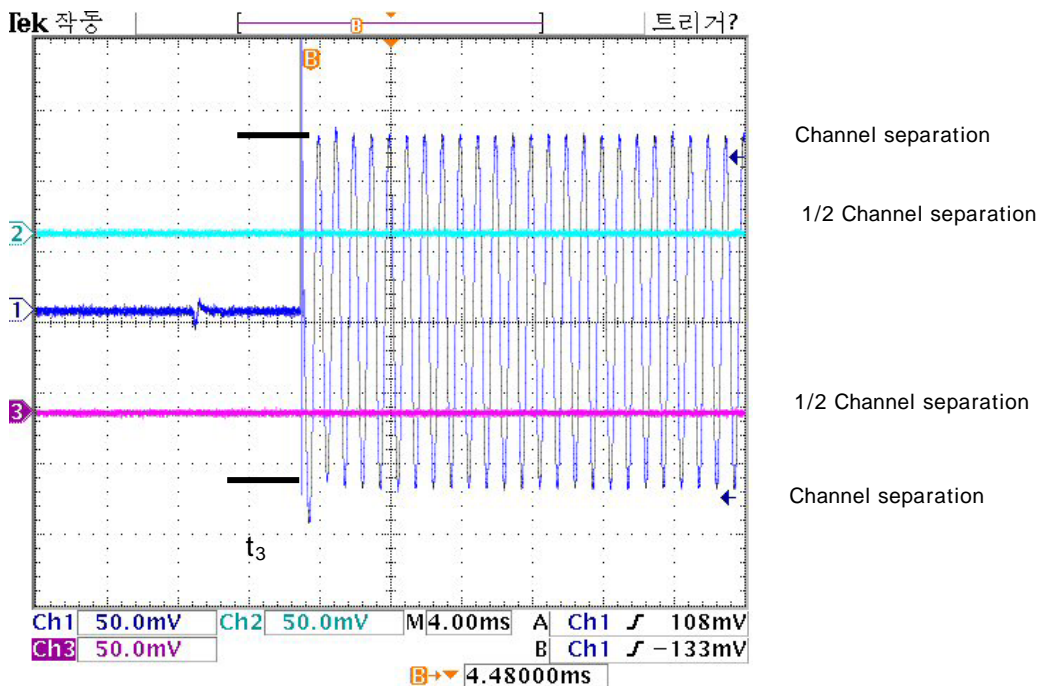 Tek 작동 [ B ] 트리거?
B
Channel separation
1/2 Channel separation
2
1
3
1/2 Channel separation
Channel separation
t₃
Ch1 50.0mV Ch2 50.0mV M 4.00ms A Ch1 108mV
Ch3 50.0mV B Ch1 −133mV
B 4.48000ms